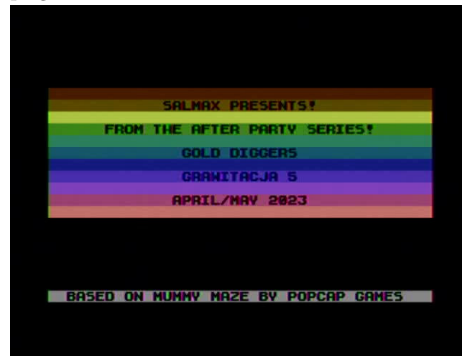 SALMAX PRESENTS!
FROM THE AFTER PARTY SERIES!
GOLD DIGGERS
GRAWITACJA 5
APRIL/MAY 2023
BASED ON MUMMY MAZE BY POPCAP GAMES